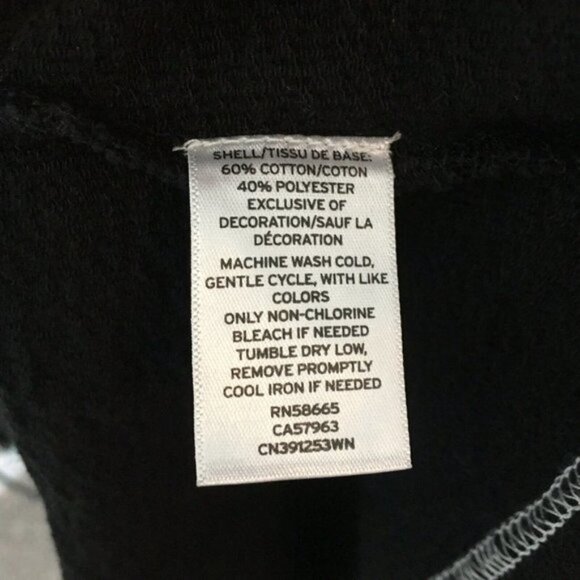 SHELL/TISSU DE BASE:
60% COTTON/COTON
40% POLYESTER
EXCLUSIVE OF
DECORATION/SAUF LA
DÉCORATION
MACHINE WASH COLD,
GENTLE CYCLE, WITH LIKE
COLORS
ONLY NON-CHLORINE
BLEACH IF NEEDED
TUMBLE DRY LOW,
REMOVE PROMPTLY
COOL IRON IF NEEDED
RN58665
CA57963
CN391253WN